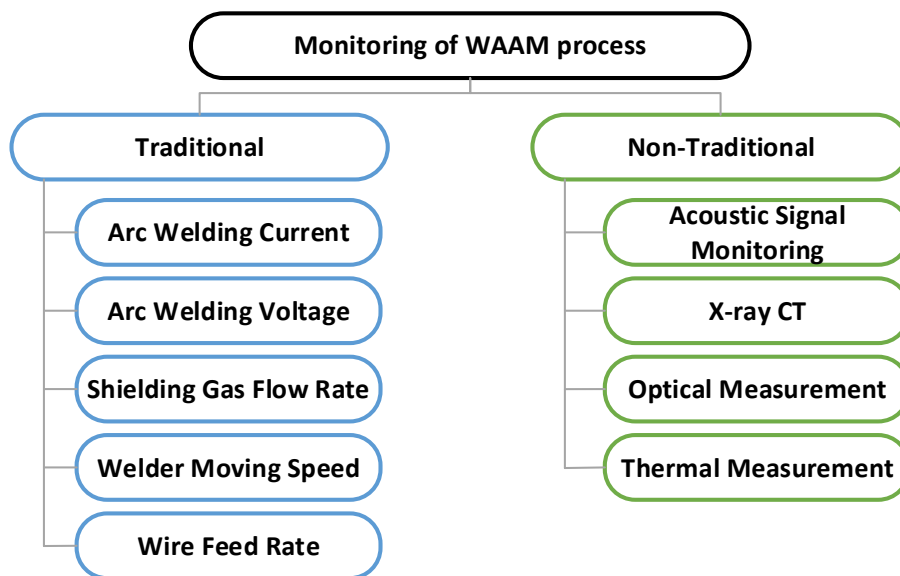 Monitoring of WAAM process
Traditional
Arc Welding Current
Arc Welding Voltage
Shielding Gas Flow Rate
Welder Moving Speed
Wire Feed Rate
Non-Traditional
Acoustic Signal
Monitoring
X-ray CT
Optical Measurement
Thermal Measurement